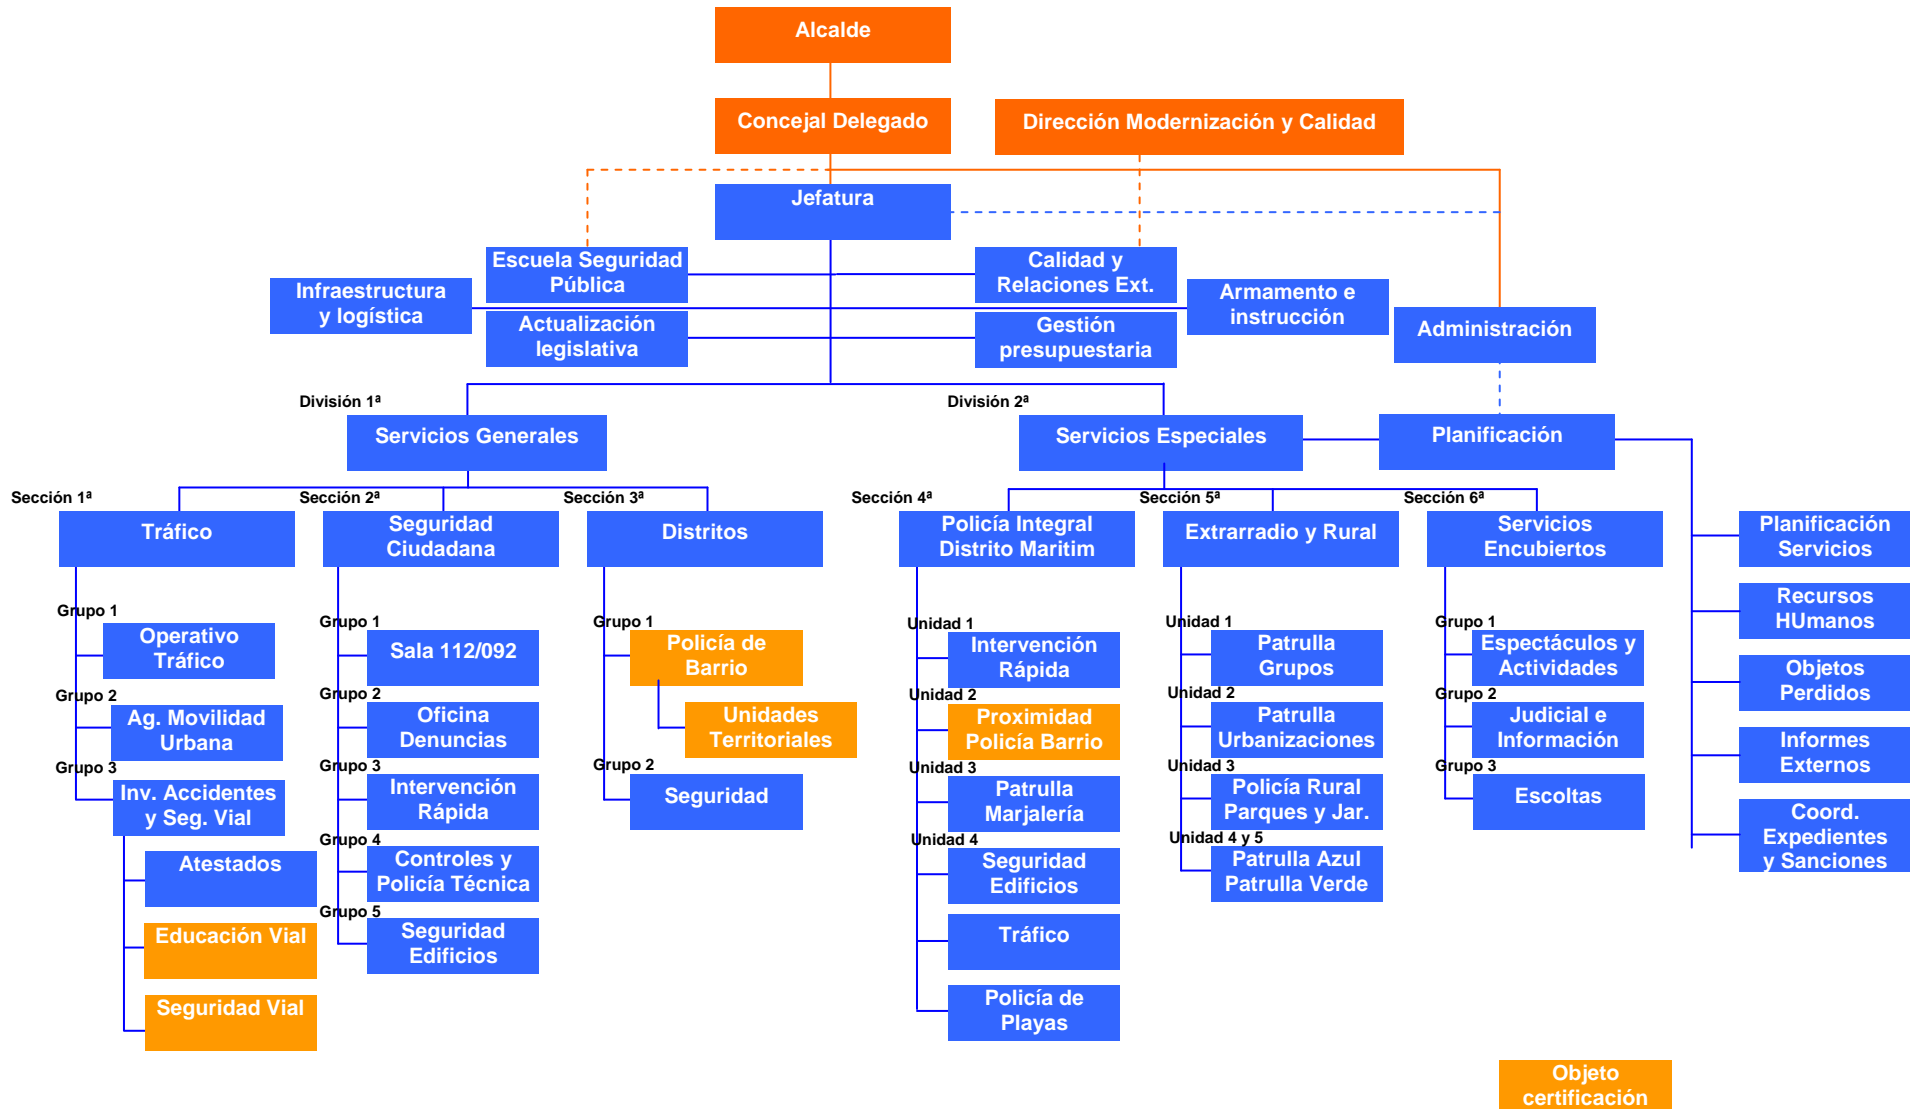 Alcalde
Concejal Delegado
Dirección Modernización y Calidad
Jefatura
Escuela Seguridad
Pública
Calidad y
Relaciones Ext.
Infraestructura
y logística
Armamento e
instrucción
Actualización
legislativa
Gestión
presupuestaria
Administración
División 1ª
Servicios Generales
División 2ª
Servicios Especiales
Planificación
Sección 1ª
Tráfico
Sección 2ª
Seguridad
Ciudadana
Sección 3ª
Distritos
Sección 4ª
Policía Integral
Distrito Maritim
Sección 5ª
Extrarradio y Rural
Sección 6ª
Servicios
Encubiertos
Grupo 1
Operativo
Tráfico
Grupo 2
Ag. Movilidad
Urbana
Grupo 3
Inv. Accidentes
y Seg. Vial
Atestados
Educación Vial
Seguridad Vial
Grupo 1
Sala 112/092
Grupo 2
Oficina
Denuncias
Grupo 3
Intervención
Rápida
Grupo 4
Controles y
Policía Técnica
Grupo 5
Seguridad
Edificios
Grupo 1
Policía de
Barrio
Unidades
Territoriales
Grupo 2
Seguridad
Unidad 1
Intervención
Rápida
Unidad 2
Proximidad
Policía Barrio
Unidad 3
Patrulla
Marjalería
Unidad 4
Seguridad
Edificios
Tráfico
Policía de
Playas
Unidad 1
Patrulla
Grupos
Unidad 2
Patrulla
Urbanizaciones
Unidad 3
Policía Rural
Parques y Jar.
Unidad 4 y 5
Patrulla Azul
Patrulla Verde
Grupo 1
Espectáculos y
Actividades
Grupo 2
Judicial e
Información
Grupo 3
Escoltas
Planificación
Servicios
Recursos
HUmanos
Objetos
Perdidos
Informes
Externos
Coord.
Expedientes
y Sanciones
Objeto
certificación